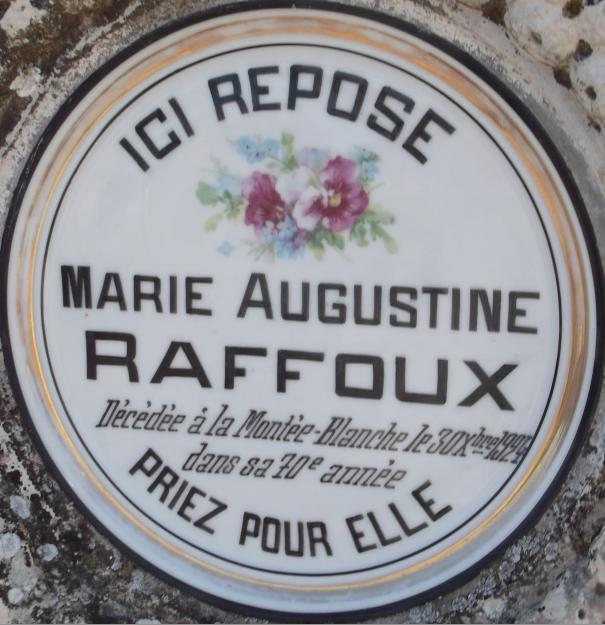 ICI REPOSE
MARIE AUGUSTINE
RAFFOUX
Décédée à la Montée-Blanche le 30 Xbre 1924
dans sa 70e année
PRIEZ POUR ELLE